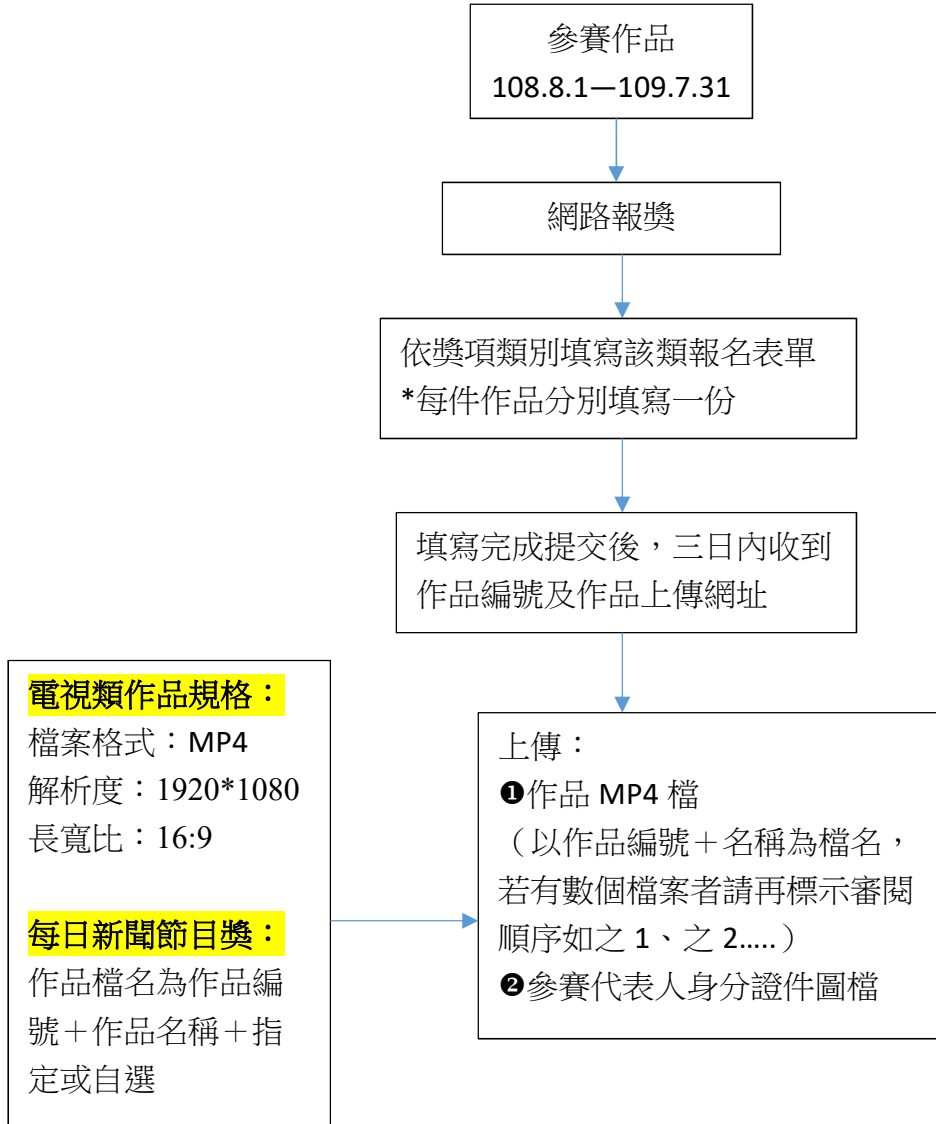 參賽作品
108.8.1—109.7.31
網路報獎
依獎項類別填寫該類報名表單
*每件作品分別填寫一份
填寫完成提交後，三日內收到
作品編號及作品上傳網址
電視類作品規格：
檔案格式：MP4
解析度：1920*1080
長寬比：16:9
每日新聞節目獎：
作品檔名為作品編
號＋作品名稱＋指
定或自選
上傳：
❶作品 MP4 檔
（以作品編號＋名稱為檔名，
若有數個檔案者請再標示審閱
順序如之 1、之 2…..）
❷參賽代表人身分證件圖檔